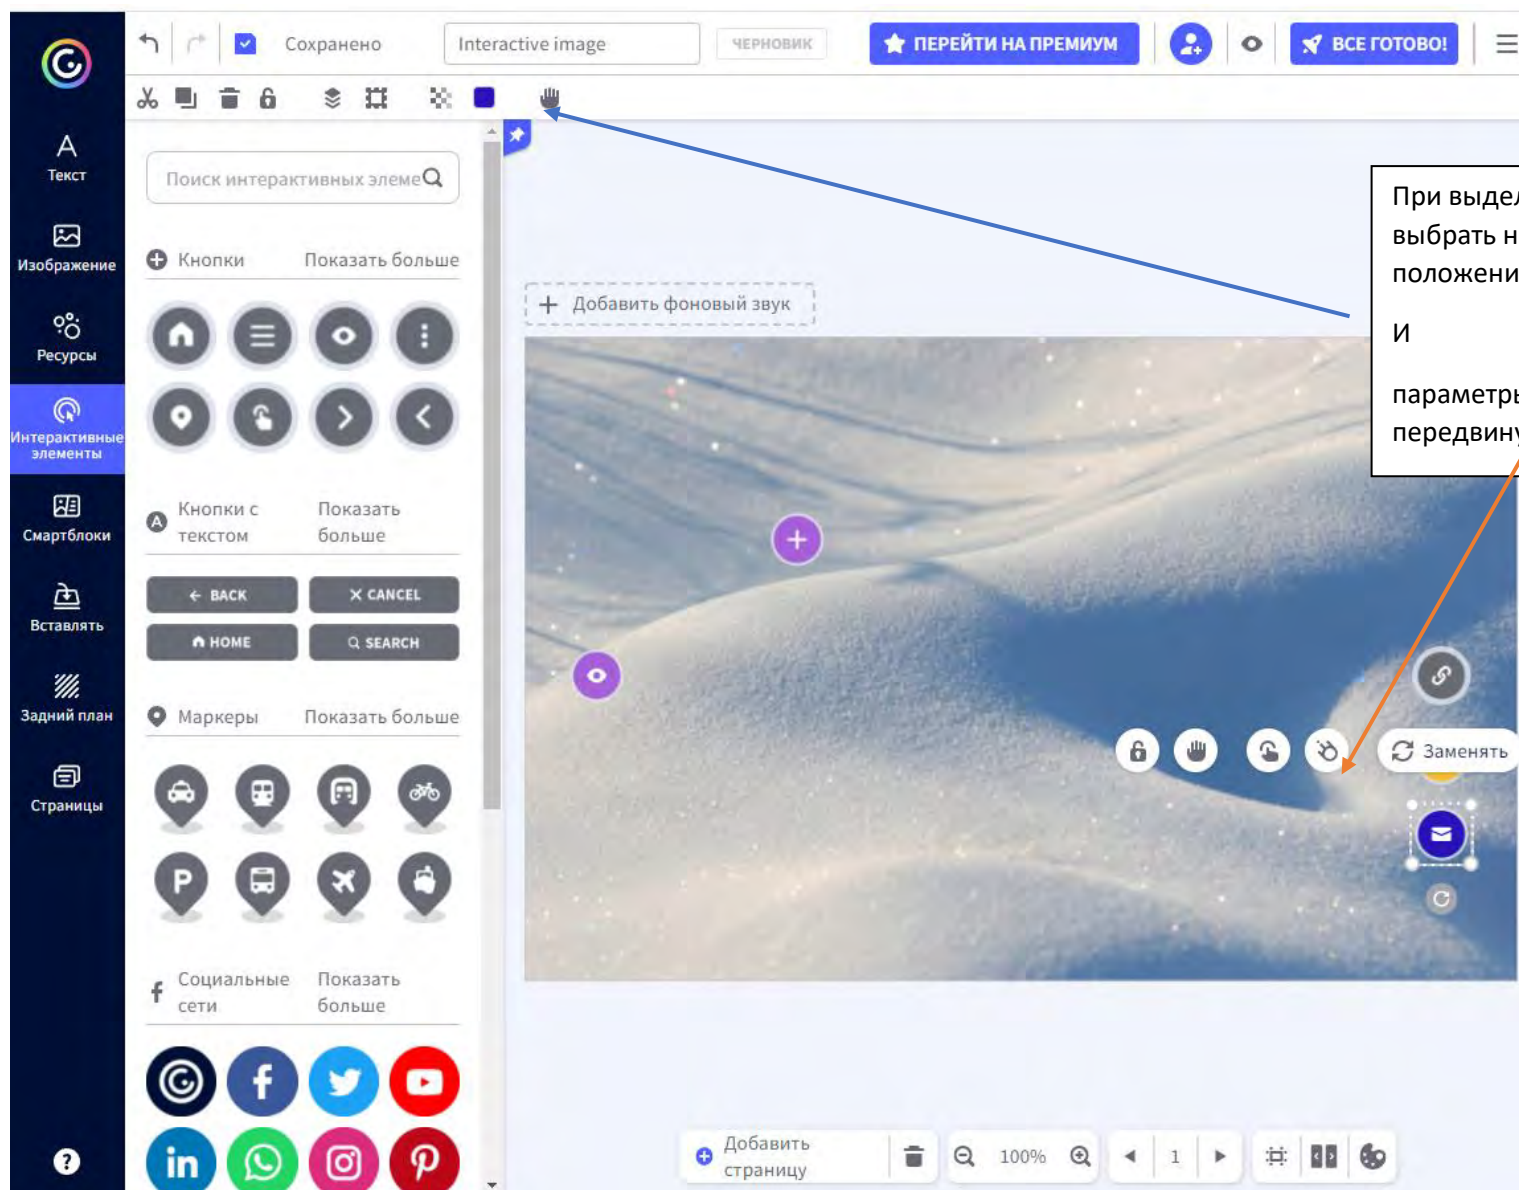 Сохранено
Interactive image
ЧЕРНОВИК
ПЕРЕЙТИ НА ПРЕМИУМ
ВСЕ ГОТОВО!
Текст
Изображение
Ресурсы
Интерактивные
элементы
Смартблоки
Вставлять
Задний план
Страницы
?
Поиск интерактивных элеме
Кнопки
Показать больше
A
Кнопки с
текстом
Показать
больше
← BACK
X CANCEL
HOME
SEARCH
Маркеры
Показать больше
P
Социальные
сети
Показать
больше
f
in
+ Добавить фоновый звук
При выдел
выбрать н
положени
И
параметры
передвину
Заменять
Добавить
страницу
100%
1